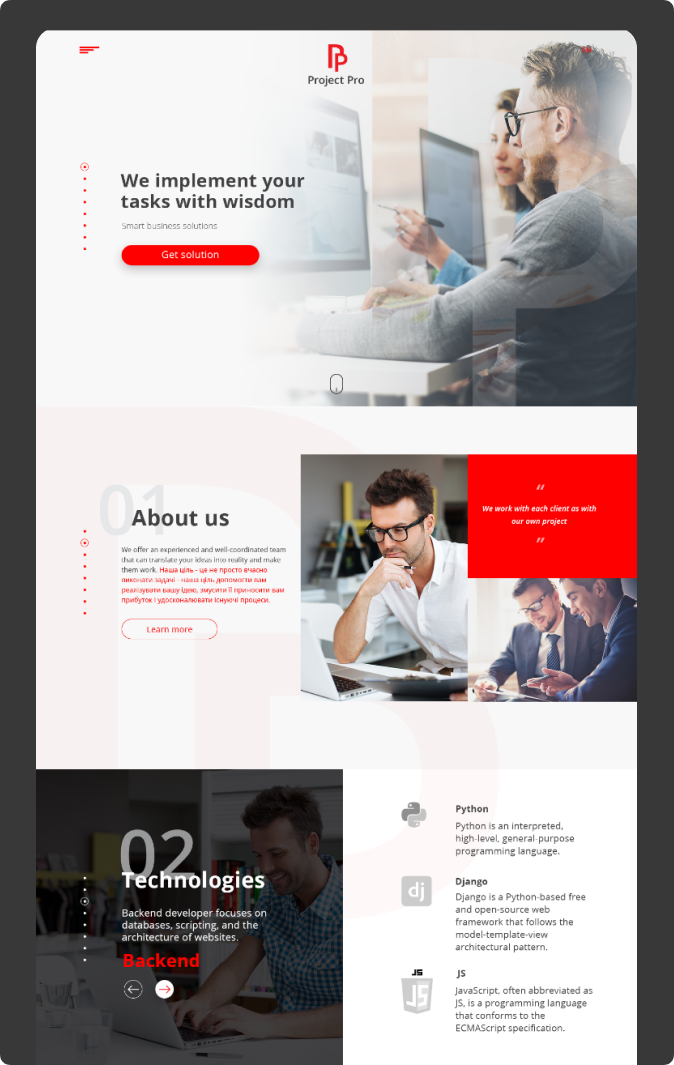 Project Pro
We implement your
tasks with wisdom
Smart business solutions
Get solution
01
About us
We offer an experienced and well-coordinated team
that can translate your ideas into reality and make
them work. Наша ціль - це не просто вчасно
виконати задачі - наша ціль допомогти вам
реалізувати вашу ідею, змусити її приносити вам
прибуток і удосконалювати існуючі процеси.
Learn more
“
We work with each client as with
our own project
”
02
Technologies
Backend developer focuses on
databases, scripting, and the
architecture of websites.
Backend
Python
Python is an interpreted,
high-level, general-purpose
programming language.
dj
Django
Django is a Python-based free
and open-source web
framework that follows the
model-template-view
architectural pattern.
JS
JS
JS
JavaScript, often abbreviated as
JS, is a programming language
that conforms to the
ECMAScript specification.